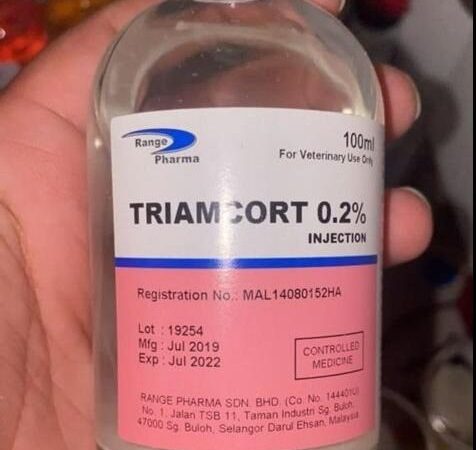 Range
Pharma
100ml
For Veterinary Use Only
TRIAMCORT 0.2%
INJECTION
Registration No.: MAL14080152HA
Lot : 19254
Mfg : Jul 2019
Exp : Jul 2022
CONTROLLED
MEDICINE
RANGE PHARMA SDN. BHD. (Co. No. 144401U)
No. 1, Jalan TSB 11, Taman Industri Sg. Buloh,
47000 Sg. Buloh, Selangor Darul Ehsan, Malaysia.